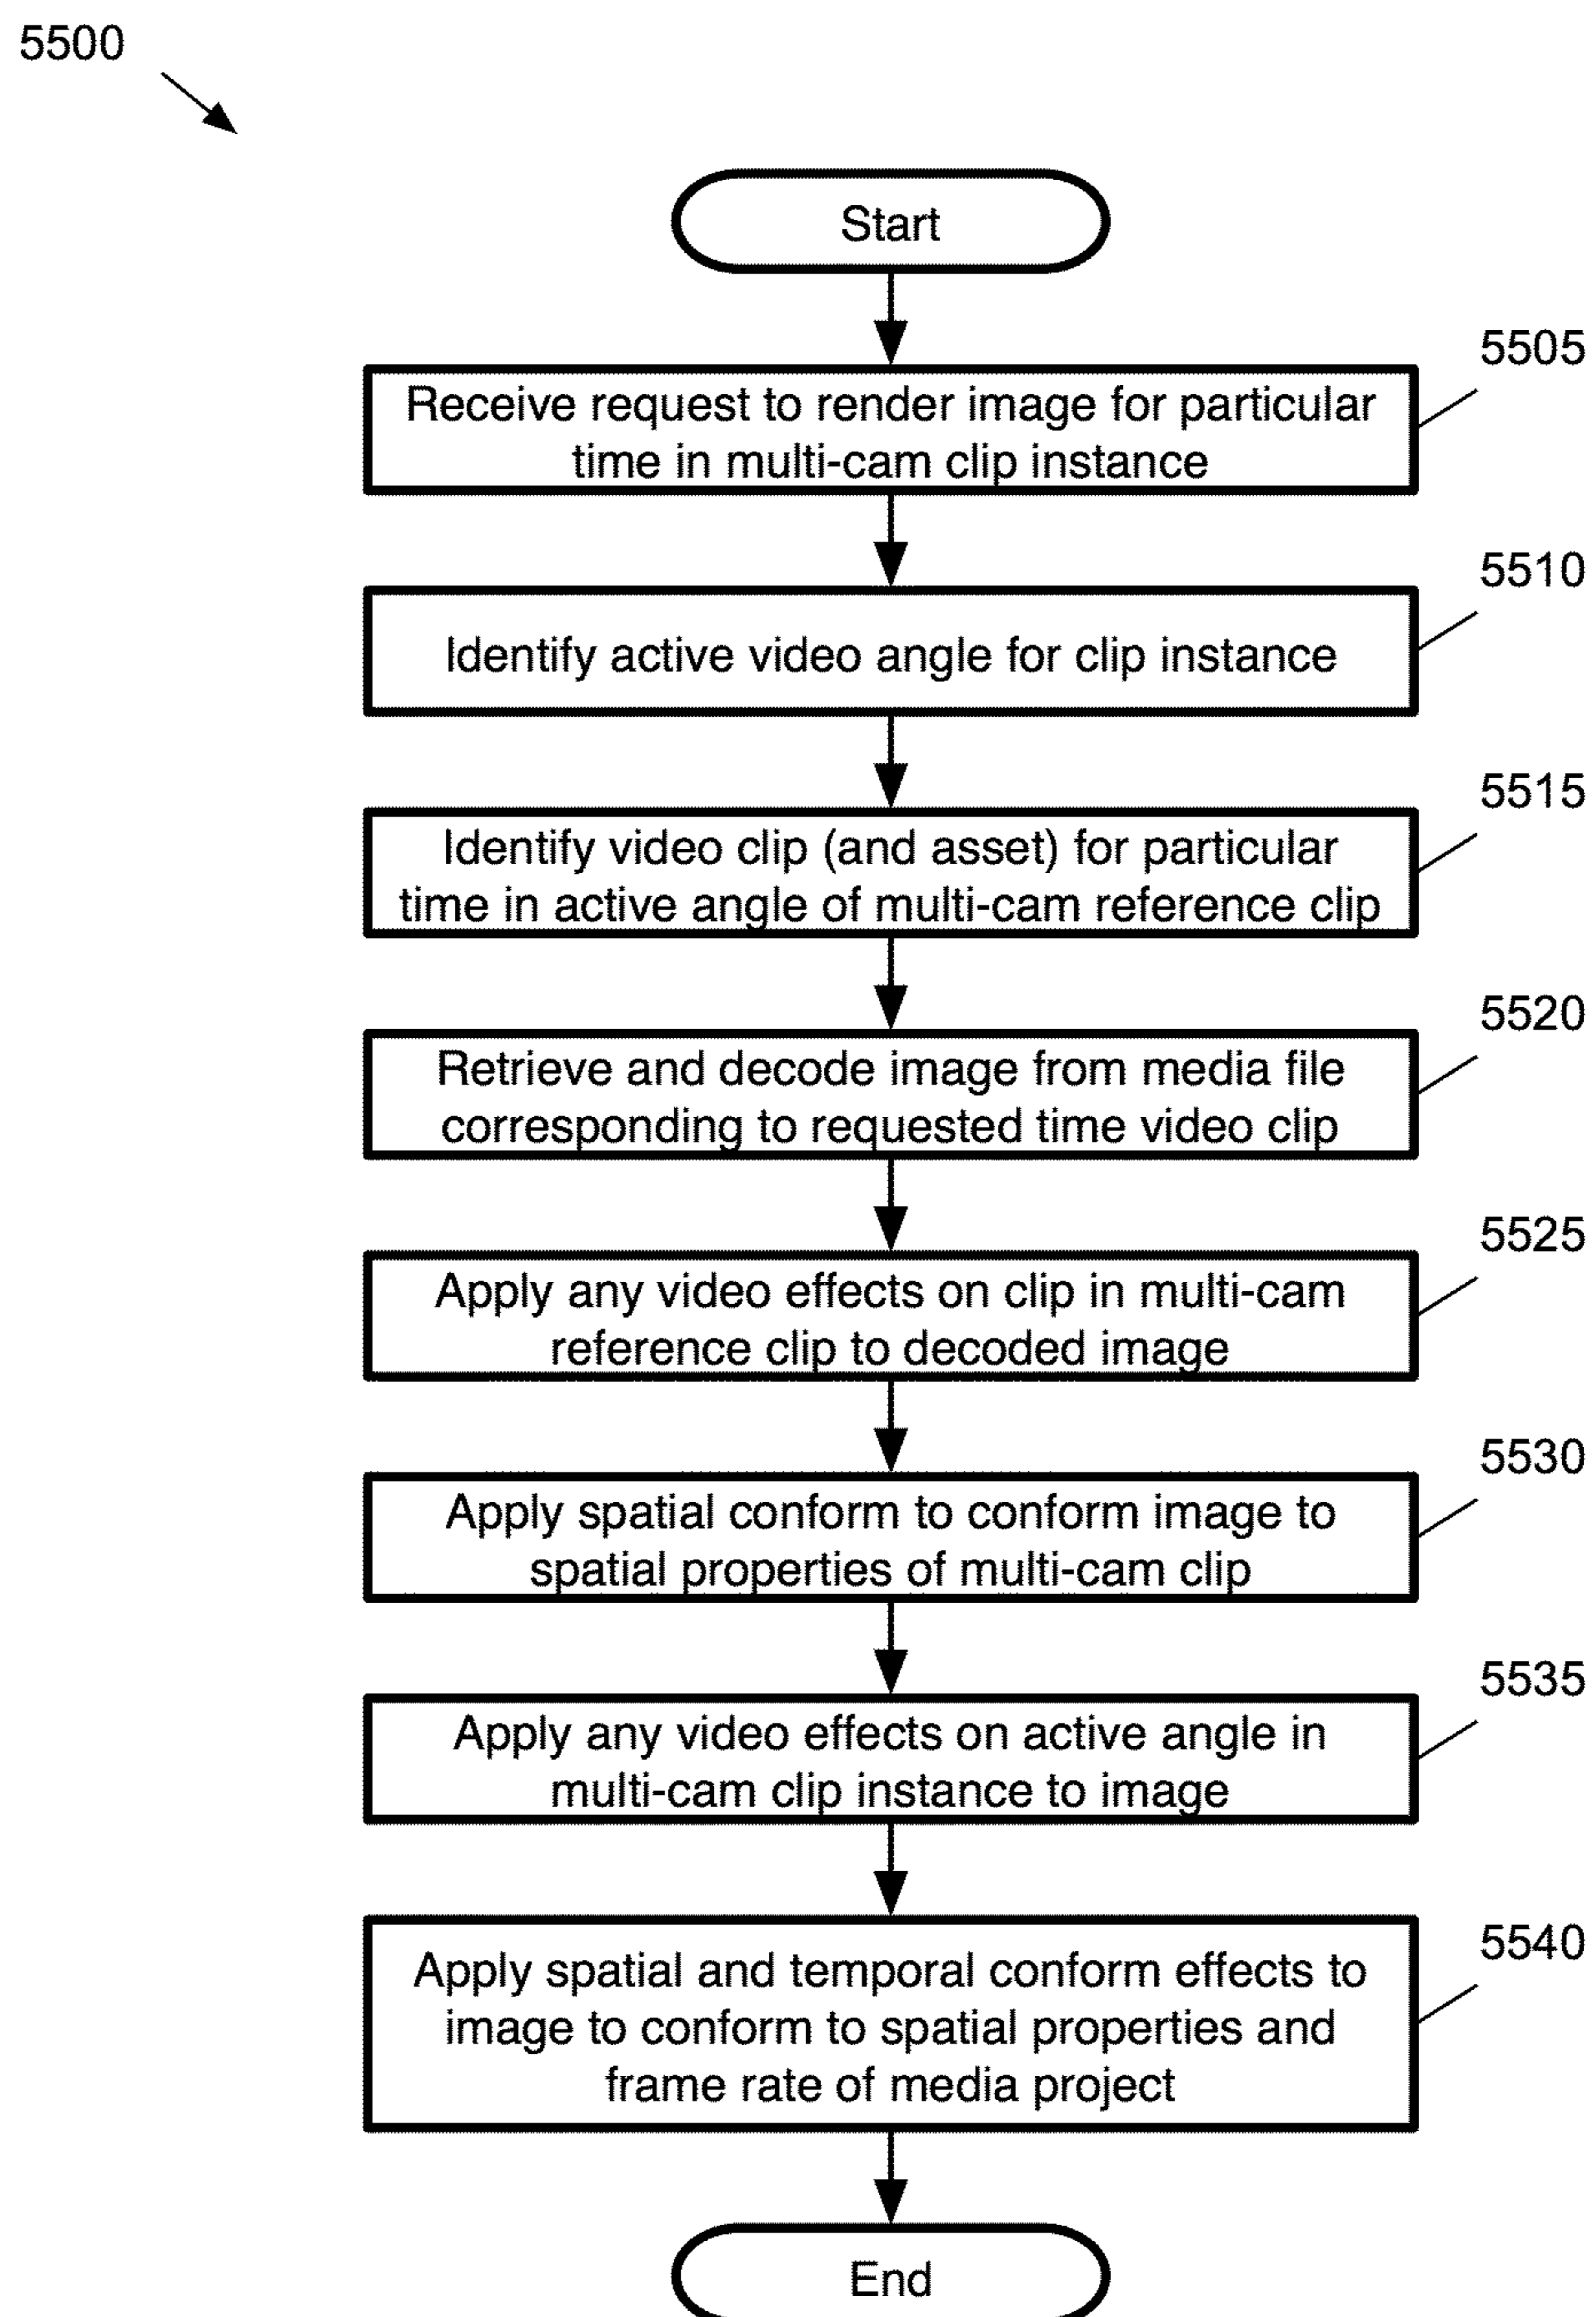 5500
Start
5505
Receive request to render image for particular
time in multi-cam clip instance
5510
Identify active video angle for clip instance
5515
Identify video clip (and asset) for particular
time in active angle of multi-cam reference clip
5520
Retrieve and decode image from media file
corresponding to requested time video clip
5525
Apply any video effects on clip in multi-cam
reference clip to decoded image
5530
Apply spatial conform to conform image to
spatial properties of multi-cam clip
5535
Apply any video effects on active angle in
multi-cam clip instance to image
5540
Apply spatial and temporal conform effects to
image to conform to spatial properties and
frame rate of media project
End